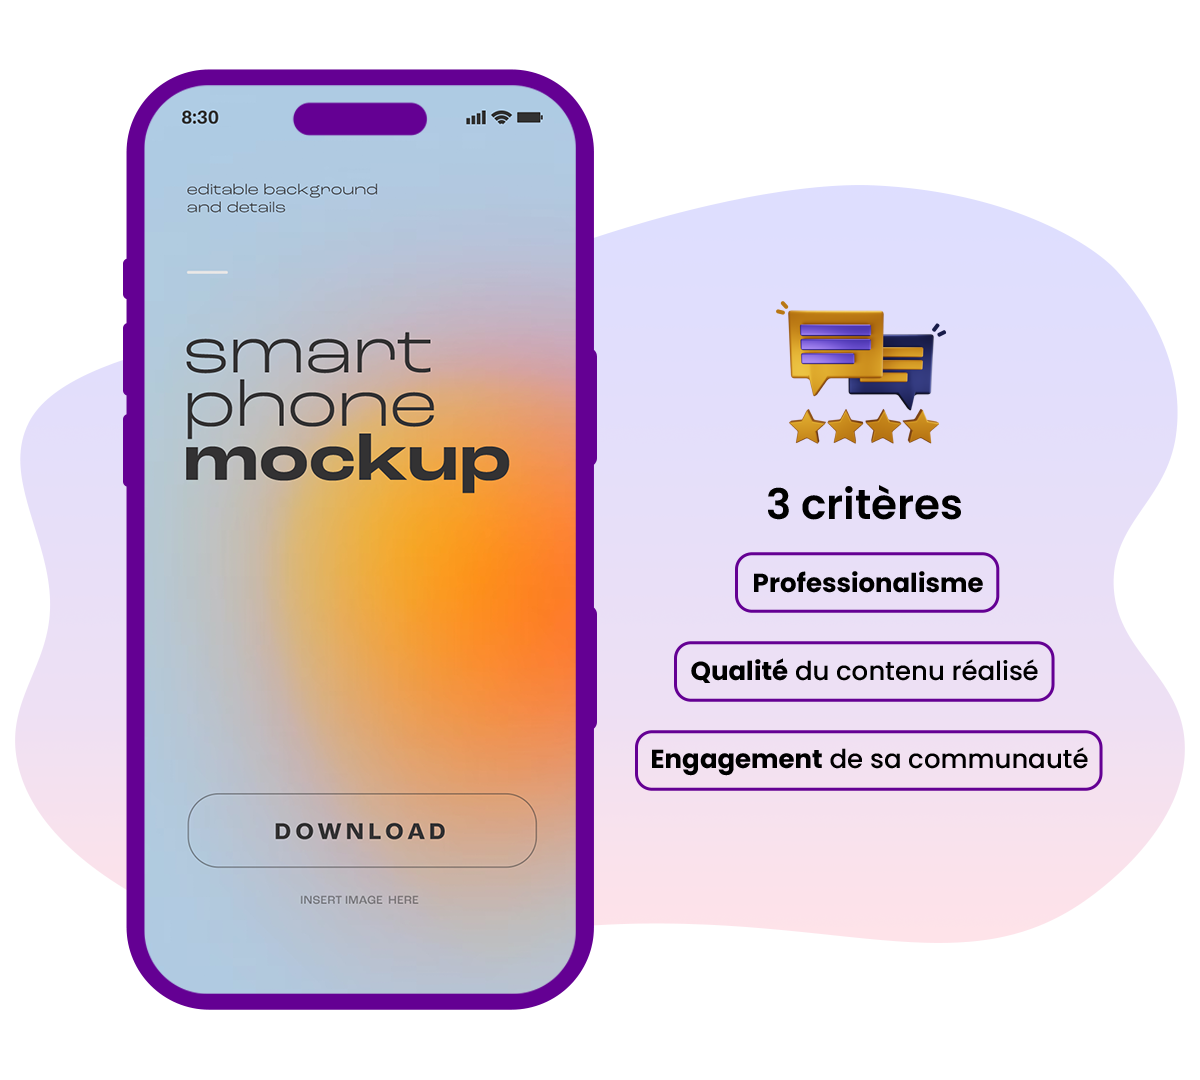 8:30
editable background
and details
smart
phone
mockup
DOWNLOAD
INSERT IMAGE HERE
3 critères
Professionalisme
Qualité du contenu réalisé
Engagement de sa communauté